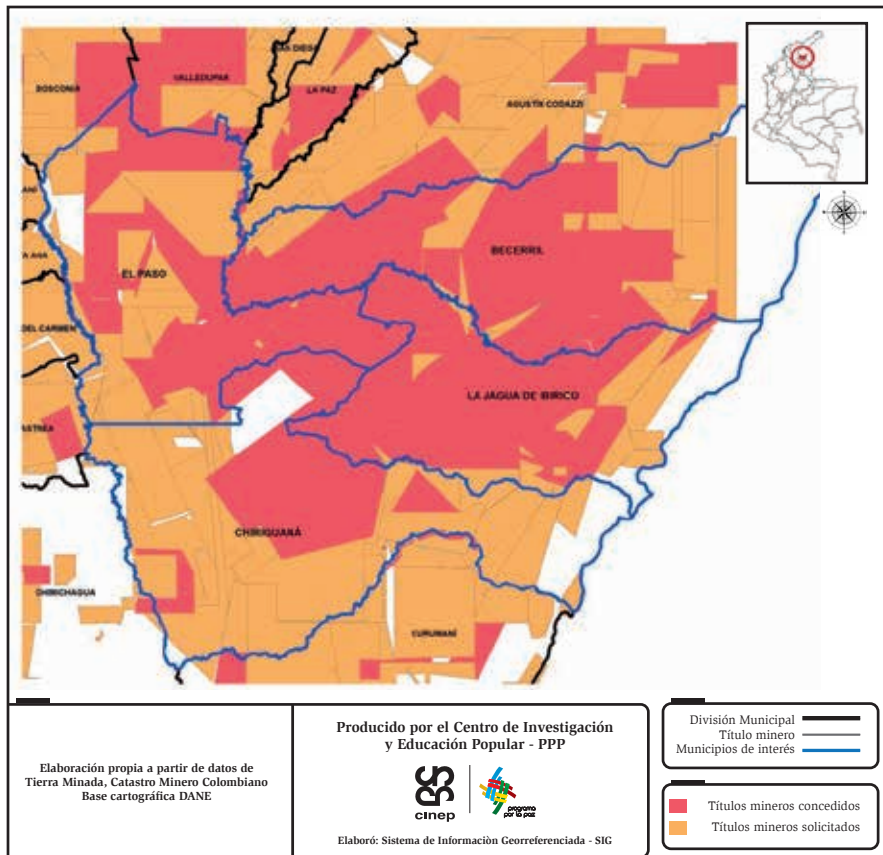 SAN DIEGO
VALLEDUPAR
BOSCONIA
LA PAZ
AGUSTÍN CODAZZI
BECERRIL
EL PASO
DEL CARMEN
LA JAGUA DE IBIRICO
ASTREA
CHIRIGUANÁ
CHIMICHAGUA
CURUMANÍ
Elaboración propia a partir de datos de
Tierra Minada, Catastro Minero Colombiano
Base cartográfica DANE
Producido por el Centro de Investigación
y Educación Popular - PPP
cinep
programa
por la paz
Elaboró: Sistema de Informaciòn Georreferenciada - SIG
División Municipal
Título minero
Municipios de interés
Títulos mineros concedidos
Títulos mineros solicitados